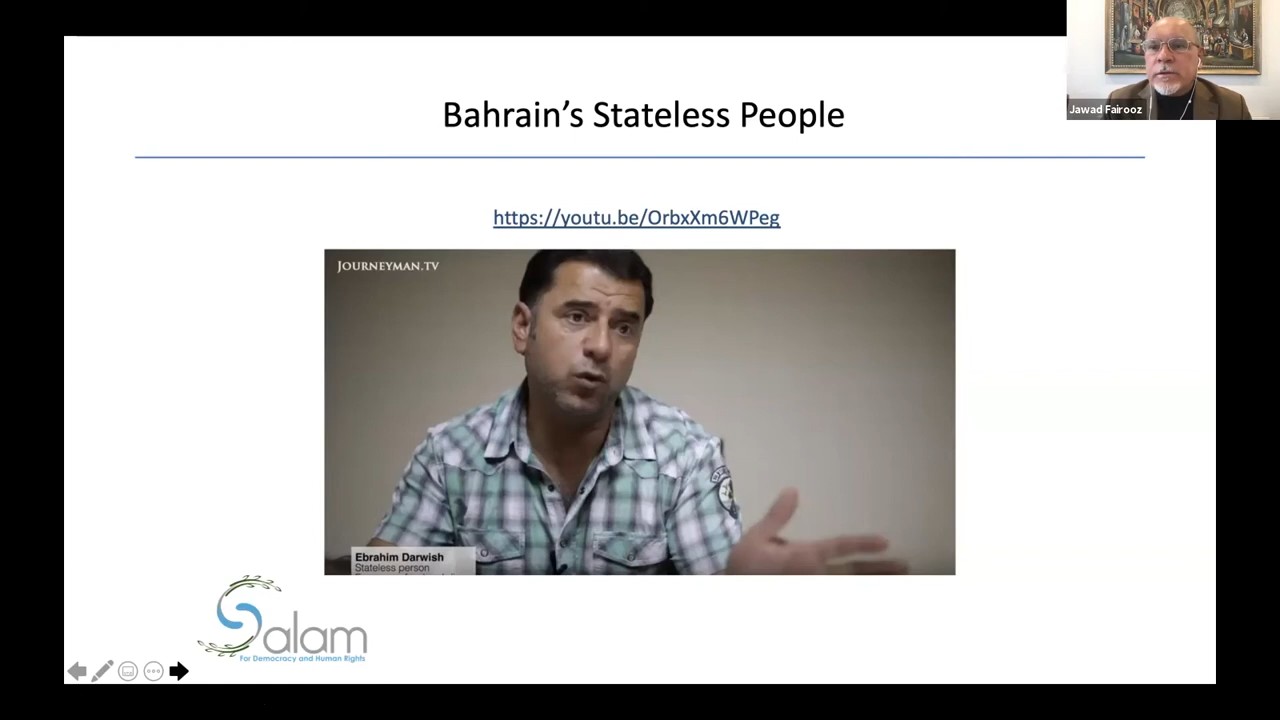 Jawad Fairooz
Bahrain's Stateless People
https://youtu.be/OrbxXm6WPeg
JOURNEYMAN.TV
Ebrahim Darwish
Stateless person
Salam
For Democracy and Human Rights